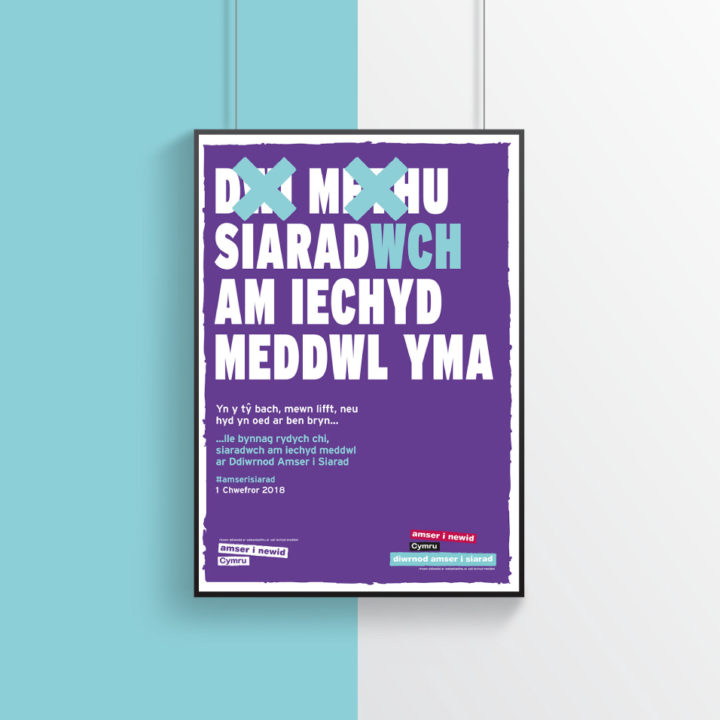 METHU
SIARADWCH
AM IECHYD
MEDDWL YMA
Yn y tŷ bach, mewn lifft, neu
hyd yn oed ar ben bryn...
...lle bynnag rydych chi,
siaradwch am iechyd meddwl
ar Ddiwrnod Amser i Siarad
#amserisiarad
1 Chwefror 2018
amser i newid
Cymru
amser i newid
Cymru
diwrnod amser i siarad